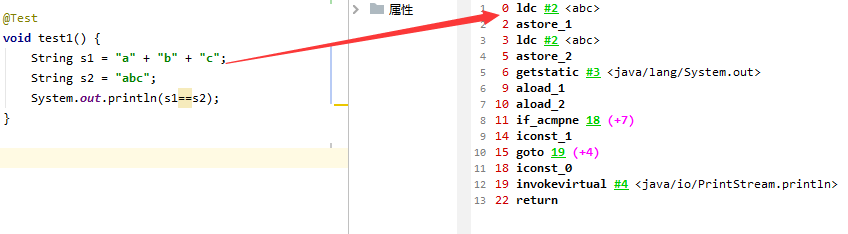 @Test
void test1() {
String s1 = "a" + "b" + "c";
String s2 = "abc";
System.out.println(s1==s2);
}
属性
1 0 ldc #2 <abc>
2 2 astore_1
3 3 ldc #2 <abc>
4 5 astore_2
5 6 getstatic #3 <java/lang/System.out>
6 9 aload_1
7 10 aload_2
8 11 if_acmpne 18 (+7)
9 14 iconst_1
10 15 goto 19 (+4)
11 18 iconst_0
12 19 invokevirtual #4 <java/io/PrintStream.println>
13 22 return